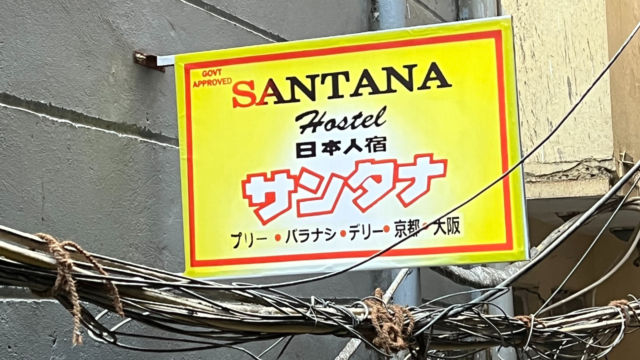 GOVT
APPROVED
SANTANA
Hostel
日本人宿
サンタナ
プリー・バラナシ・デリー・京都・大阪